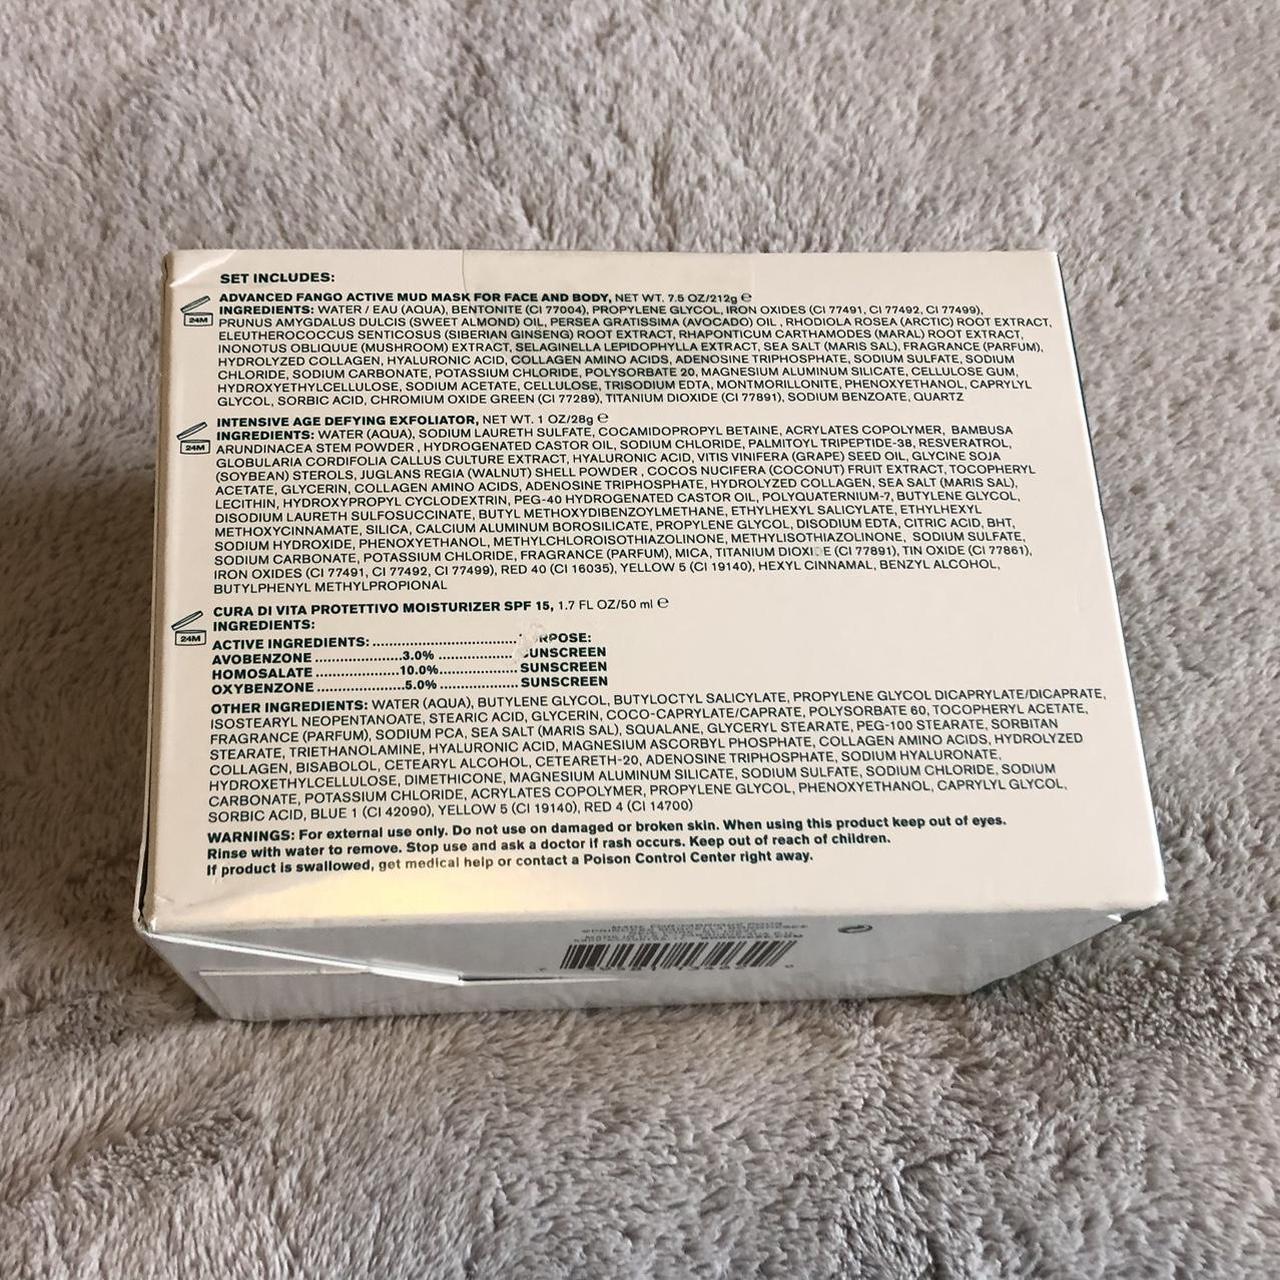 SET INCLUDES:
ADVANCED FANGO ACTIVE MUD MASK FOR FACE AND BODY, NET WT. 7.5 OZ/212g ℮
24M
INGREDIENTS: WATER / EAU (AQUA), BENTONITE (CI 77004), PROPYLENE GLYCOL, IRON OXIDES (CI 77491, CI 77492, CI 77499),
PRUNUS AMYGDALUS DULCIS (SWEET ALMOND) OIL, PERSEA GRATISSIMA (AVOCADO) OIL , RHODIOLA ROSEA (ARCTIC) ROOT EXTRACT,
ELEUTHEROCOCCUS SENTICOSUS (SIBERIAN GINSENG) ROOT EXTRACT, RHAPONTICUM CARTHAMODES (MARAL) ROOT EXTRACT,
INONOTUS OBLIQUE (MUSHROOM) EXTRACT, SELAGINELLA LEPIDOPHYLLA EXTRACT, SEA SALT (MARIS SAL), FRAGRANCE (PARFUM),
HYDROLYZED COLLAGEN, HYALURONIC ACID, COLLAGEN AMINO ACIDS, ADENOSINE TRIPHOSPHATE, SODIUM SULFATE, SODIUM
CHLORIDE, SODIUM CARBONATE, POTASSIUM CHLORIDE, POLYSORBATE 20, MAGNESIUM ALUMINUM SILICATE, CELLULOSE GUM,
HYDROXYETHYLCELLULOSE, SODIUM ACETATE, CELLULOSE, TRISODIUM EDTA, MONTMORILLONITE, PHENOXYETHANOL, CAPRYLYL
GLYCOL, SORBIC ACID, CHROMIUM OXIDE GREEN (CI 77289), TITANIUM DIOXIDE (CI 77891), SODIUM BENZOATE, QUARTZ
INTENSIVE AGE DEFYING EXFOLIATOR, NET WT. 1 OZ/28g ℮
24M
INGREDIENTS: WATER (AQUA), SODIUM LAURETH SULFATE, COCAMIDOPROPYL BETAINE, ACRYLATES COPOLYMER, BAMBUSA
ARUNDINACEA STEM POWDER , HYDROGENATED CASTOR OIL, SODIUM CHLORIDE, PALMITOYL TRIPEPTIDE-38, RESVERATROL,
GLOBULARIA CORDIFOLIA CALLUS CULTURE EXTRACT, HYALURONIC ACID, VITIS VINIFERA (GRAPE) SEED OIL, GLYCINE SOJA
(SOYBEAN) STEROLS, JUGLANS REGIA (WALNUT) SHELL POWDER , COCOS NUCIFERA (COCONUT) FRUIT EXTRACT, TOCOPHERYL
ACETATE, GLYCERIN, COLLAGEN AMINO ACIDS, ADENOSINE TRIPHOSPHATE, HYDROLYZED COLLAGEN, SEA SALT (MARIS SAL),
LECITHIN, HYDROXYPROPYL CYCLODEXTRIN, PEG-40 HYDROGENATED CASTOR OIL, POLYQUATERNIUM-7, BUTYLENE GLYCOL,
DISODIUM LAURETH SULFOSUCCINATE, BUTYL METHOXYDIBENZOYLMETHANE, ETHYLHEXYL SALICYLATE, ETHYLHEXYL
METHOXYCINNAMATE, SILICA, CALCIUM ALUMINUM BOROSILICATE, PROPYLENE GLYCOL, DISODIUM EDTA, CITRIC ACID, BHT,
SODIUM HYDROXIDE, PHENOXYETHANOL, METHYLCHLOROISOTHIAZOLINONE, METHYLISOTHIAZOLINONE, SODIUM SULFATE,
SODIUM CARBONATE, POTASSIUM CHLORIDE, FRAGRANCE (PARFUM), MICA, TITANIUM DIOXI E (CI 77891), TIN OXIDE (CI 77861),
IRON OXIDES (CI 77491, CI 77492, CI 77499), RED 40 (CI 16035), YELLOW 5 (CI 19140), HEXYL CINNAMAL, BENZYL ALCOHOL,
BUTYLPHENYL METHYLPROPIONAL
CURA DI VITA PROTETTIVO MOISTURIZER SPF 15, 1.7 FL OZ/50 ml ℮
24M
INGREDIENTS:
ACTIVE INGREDIENTS:.................................. RPOSE:
AVOBENZONE ....................3.0% .................. UNSCREEN
HOMOSALATE ....................10.0%................... SUNSCREEN
OXYBENZONE ....................5.0% ................... SUNSCREEN
OTHER INGREDIENTS: WATER (AQUA), BUTYLENE GLYCOL, BUTYLOCTYL SALICYLATE, PROPYLENE GLYCOL DICAPRYLATE/DICAPRATE,
ISOSTEARYL NEOPENTANOATE, STEARIC ACID, GLYCERIN, COCO-CAPRYLATE/CAPRATE, POLYSORBATE 60, TOCOPHERYL ACETATE,
FRAGRANCE (PARFUM), SODIUM PCA, SEA SALT (MARIS SAL), SQUALANE, GLYCERYL STEARATE, PEG-100 STEARATE, SORBITAN
STEARATE, TRIETHANOLAMINE, HYALURONIC ACID, MAGNESIUM ASCORBYL PHOSPHATE, COLLAGEN AMINO ACIDS, HYDROLYZED
COLLAGEN, BISABOLOL, CETEARYL ALCOHOL, CETEARETH-20, ADENOSINE TRIPHOSPHATE, SODIUM HYALURONATE,
HYDROXETHYLCELLULOSE, DIMETHICONE, MAGNESIUM ALUMINUM SILICATE, SODIUM SULFATE, SODIUM CHLORIDE, SODIUM
CARBONATE, POTASSIUM CHLORIDE, ACRYLATES COPOLYMER, PROPYLENE GLYCOL, PHENOXYETHANOL, CAPRYLYL GLYCOL,
SORBIC ACID, BLUE 1 (CI 42090), YELLOW 5 (CI 19140), RED 4 (CI 14700)
WARNINGS: For external use only. Do not use on damaged or broken skin. When using this product keep out of eyes.
Rinse with water to remove. Stop use and ask a doctor if rash occurs. Keep out of reach of children.
If product is swallowed, get medical help or contact a Poison Control Center right away.